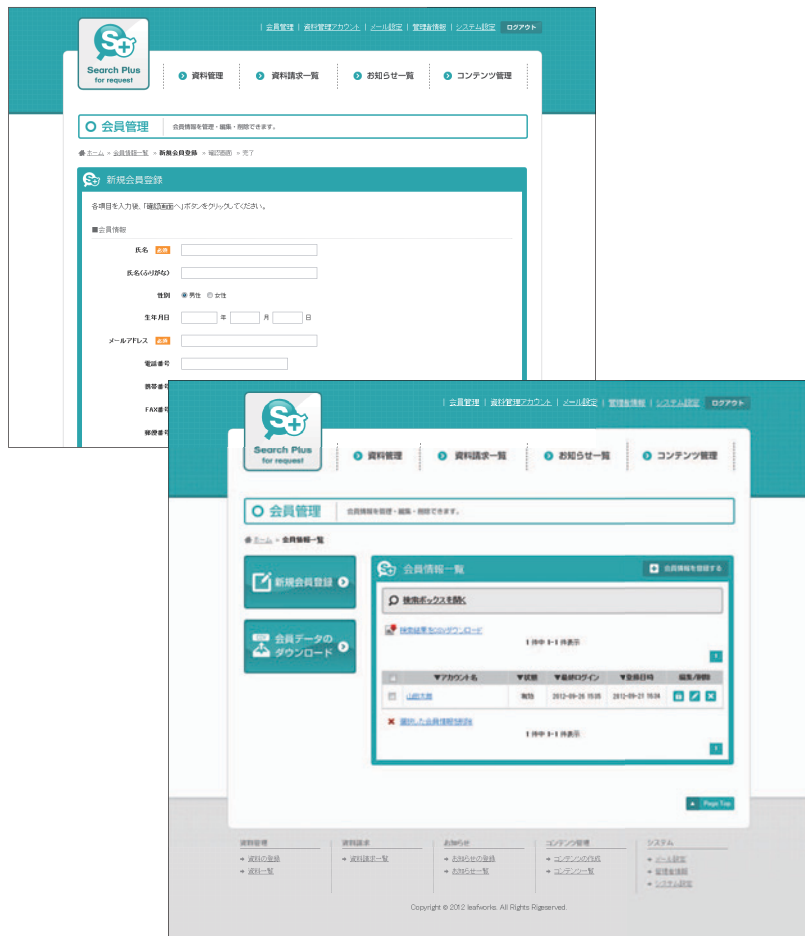 | 会員管理 | 資料管理アカウント | メール設定 | 管理者情報 | システム設定 ログアウト
Search Plus
for request
資料管理 資料請求一覧 お知らせ一覧 コンテンツ管理
会員管理 会員情報を管理・編集・削除できます。
ホーム » 会員情報一覧 » 新規会員登録 » 確認画面 » 完了
新規会員登録
各項目を入力後、「確認画面へ」ボタンをクリックしてください。
■会員情報
氏名 必須
氏名(ふりがな)
性別 男性 女性
生年月日 年 月 日
メールアドレス 必須
電話番号
携帯番号
FAX番号
郵便番号
| 会員管理 | 資料管理アカウント | メール設定 | 管理者情報 | システム設定 ログアウト
Search Plus
for request
資料管理 資料請求一覧 お知らせ一覧 コンテンツ管理
会員管理 会員情報を管理・編集・削除できます。
ホーム » 会員情報一覧
新規会員登録
会員データの
ダウンロード
会員情報一覧 会員情報を登録する
検索ボックスを開く
検索結果をCSVダウンロード
1 件中 1-1 件表示
1
▼アカウント名 ▼状態 ▼最終ログイン ▼登録日時 編集/削除
山田太郎 有効 2012-09-26 15:05
選択した会員情報を削除
1 件中 1-1 件表示
1
Page Top
資料管理 資料請求 お知らせ コンテンツ管理 システム
資料の登録 資料請求一覧 お知らせの登録 コンテンツの作成 メール設定
資料一覧 お知らせ一覧 コンテンツ一覧 管理者情報
システム設定
Copyright © 2012 leafworks. All Rights Rigeserved.